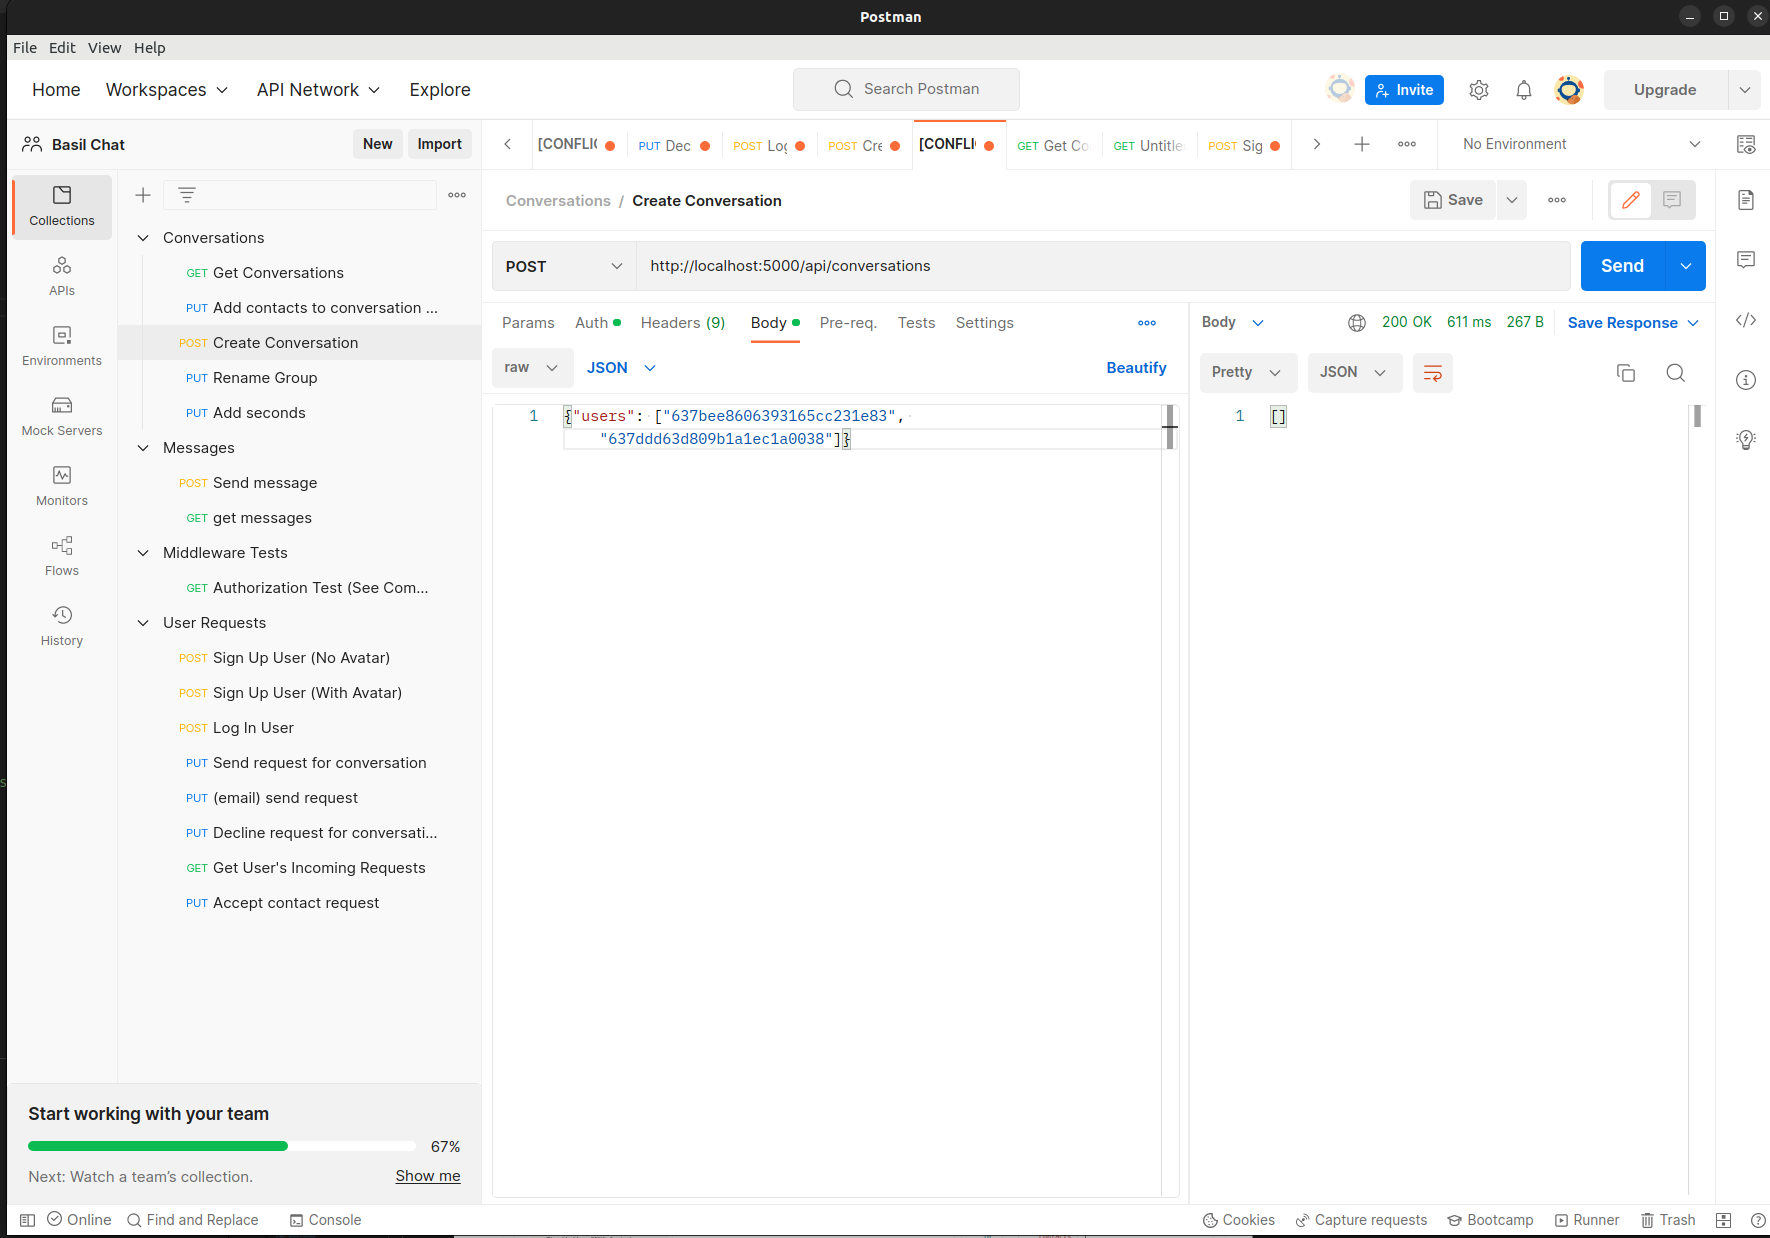 Postman
File Edit View Help
Home Workspaces API Network Explore Search Postman Invite Upgrade
Basil Chat New Import
[CONFLIC PUT Dec POST Log POST Cre [CONFLI GET Get Co GET Untitle POST Sig No Environment
Collections
APIs
Environments
Mock Servers
Monitors
Flows
History
Conversations
GET Get Conversations
PUT Add contacts to conversation ...
POST Create Conversation
PUT Rename Group
PUT Add seconds
Messages
POST Send message
GET get messages
Middleware Tests
GET Authorization Test (See Com...
User Requests
POST Sign Up User (No Avatar)
POST Sign Up User (With Avatar)
POST Log In User
PUT Send request for conversation
PUT (email) send request
PUT Decline request for conversati...
GET Get User's Incoming Requests
PUT Accept contact request
Start working with your team
67%
Next: Watch a team's collection. Show me
Conversations / Create Conversation Save
POST http://localhost:5000/api/conversations Send
Params Auth Headers (9) Body Pre-req. Tests Settings
raw JSON Beautify
1 {"users": ["637bee8606393165cc231e83",
"637ddd63d809b1a1ec1a0038"]}
Body 200 OK 611 ms 267 B Save Response
Pretty JSON
1 []
Online Find and Replace Console Cookies Capture requests Bootcamp Runner Trash